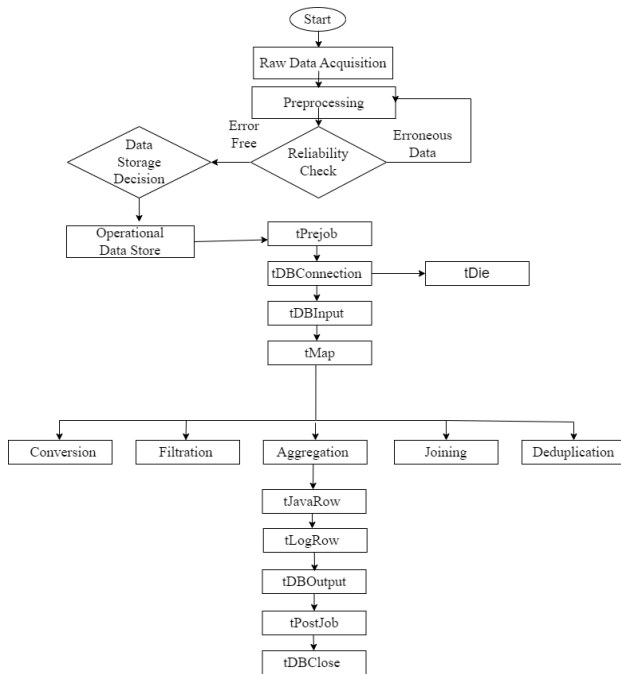 Start
Raw Data Acquisition
Preprocessing
Error
Free
Erroneous
Data
Data
Storage
Decision
Reliability
Check
Operational
Data Store
tPrejob
tDBConnection
tDie
tDBInput
tMap
Conversion
Filtration
Aggregation
Joining
Deduplication
tJavaRow
tLogRow
tDBOutput
tPostJob
tDBClose